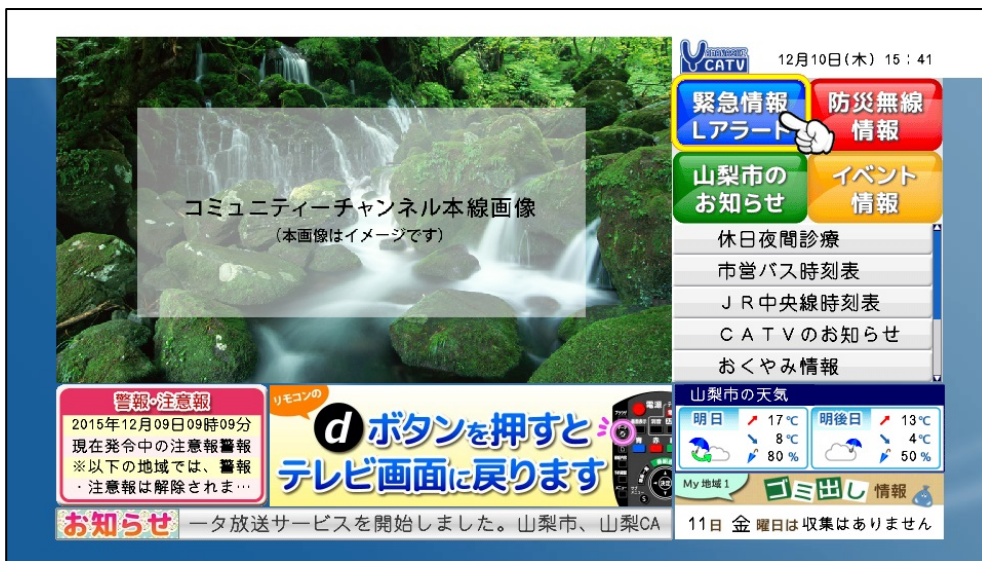 CATV
12月10日(木) 15：41
緊急情報
Lアラート
防災無線
情報
山梨市の
お知らせ
イベント
情報
コミュニティーチャンネル本線画像
(本画像はイメージです)
休日夜間診療
市営バス時刻表
ＪＲ中央線時刻表
ＣＡＴＶのお知らせ
おくやみ情報
警報・注意報
2015年12月09日09時09分
現在発令中の注意報警報
※以下の地域では、警報
・注意報は解除されま…
リモコンの
dボタンを押すと
テレビ画面に戻ります
電源
青 赤
決定
山梨市の天気
明日 17℃
8℃
80%
明後日 13℃
4℃
50%
My 地域1
ゴミ出し 情報
11日 金 曜日は収集はありません
お知らせ
ータ放送サービスを開始しました。山梨市、山梨CA